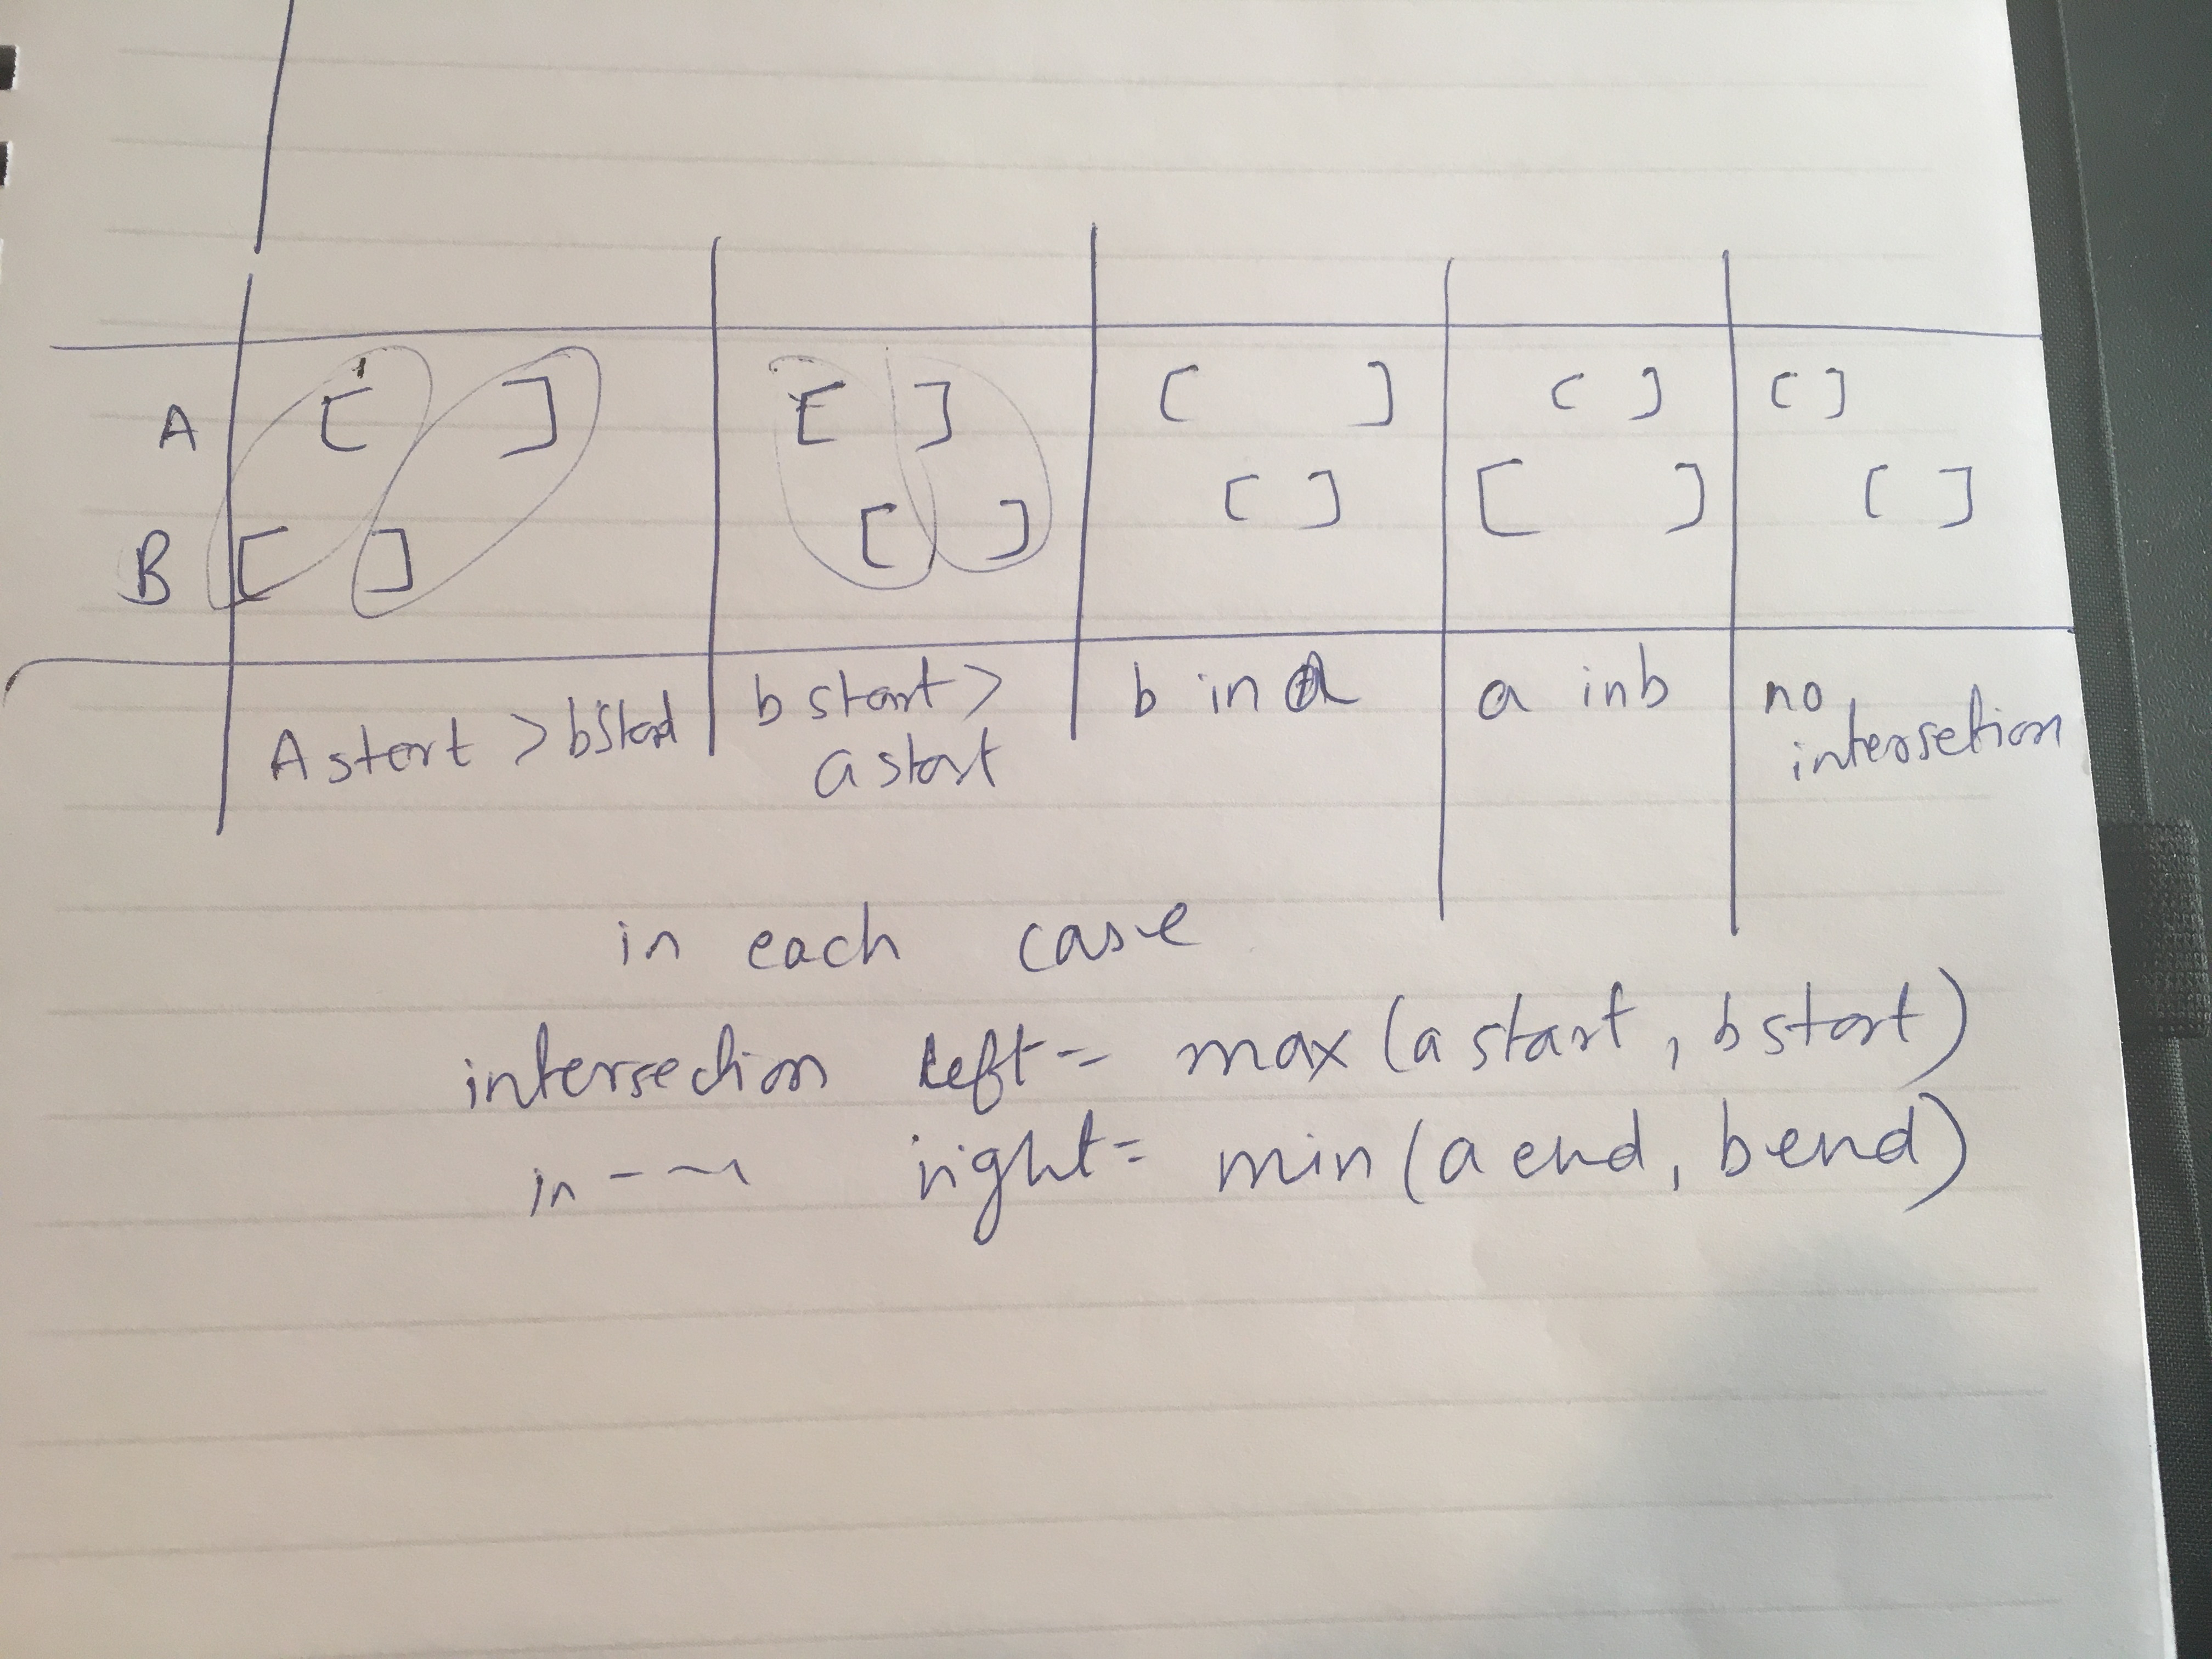 A [ ] [ ] [ ] [ ] [ ]
B [ ] [ ] [ ] [ ] [ ]
A start > bstart b start > b in a a in b no
a start intersection
in each case
intersection left = max (a start, b start)
in - ~ right = min (a end, b end)